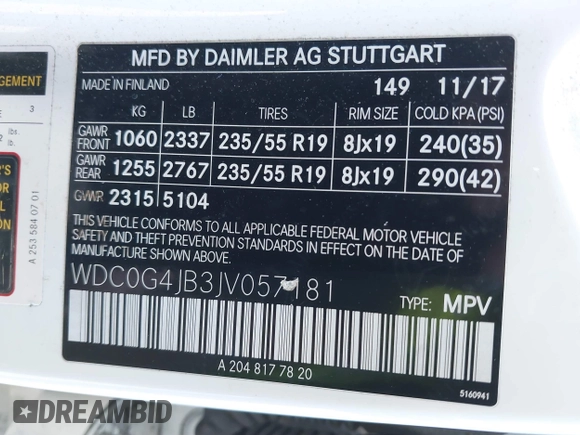 MFD BY DAIMLER AG STUTTGART
MADE IN FINLAND 149 11/17
KG LB TIRES RIM SIZE COLD KPA(PSI)
GAWR FRONT 1060 2337 235/55 R19 8Jx19 240(35)
GAWR REAR 1255 2767 235/55 R19 8Jx19 290(42)
GVWR 2315 5104
THIS VEHICLE CONFORMS TO ALL APPLICABLE FEDERAL MOTOR VEHICLE
SAFETY AND THEFT PREVENTION STANDARDS IN EFFECT ON THE DATE OF
MANUFACTURE SHOWN ABOVE.
WDC0G4JB3JV057181
TYPE: MPV
A 204 817 78 20
5160941
A 253 584 07 01
3
lbs.
lb.
DREAMBID